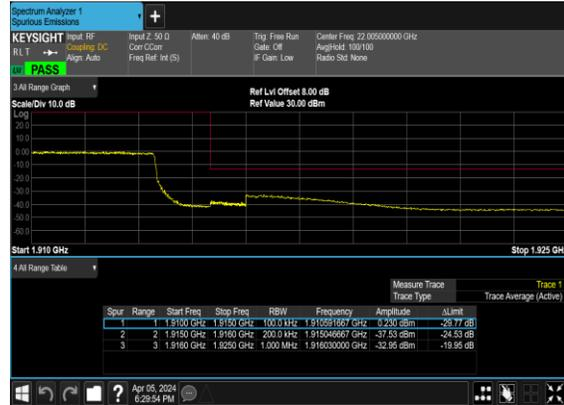 Spectrum Analyzer 1
Spurious Emissions
+
KEYSIGHT Input: RF Input Z: 50 Ω Atten: 40 dB Trig: Free Run Center Freq: 22.005000000 GHz
RLT Coupling: DC Corr CCorr Gate: Off Avg|Hold: 100/100
Align: Auto Freq Ref: Int (S) IF Gain: Low Radio Std: None
PASS
3 All Range Graph
Ref Lvl Offset 8.00 dB
Scale/Div 10.0 dB Ref Value 30.00 dBm
Log
20.0
10.0
0.00
-10.0
-20.0
-30.0
-40.0
-50.0
-60.0
Start 1.910 GHz Stop 1.925 GH
4 All Range Table
Measure Trace Trace 1
Trace Type Trace Average (Active)
Spur Range Start Freq Stop Freq RBW Frequency Amplitude ΔLimit
1 1 1.9100 GHz 1.9150 GHz 100.0 kHz 1.910591667 GHz 0.230 dBm -29.77 dB
2 2 1.9150 GHz 1.9160 GHz 200.0 kHz 1.915046667 GHz -37.53 dBm -24.53 dB
3 3 1.9160 GHz 1.9250 GHz 1.000 MHz 1.916030000 GHz -32.95 dBm -19.95 dB
? Apr 05, 2024
6:29:54 PM